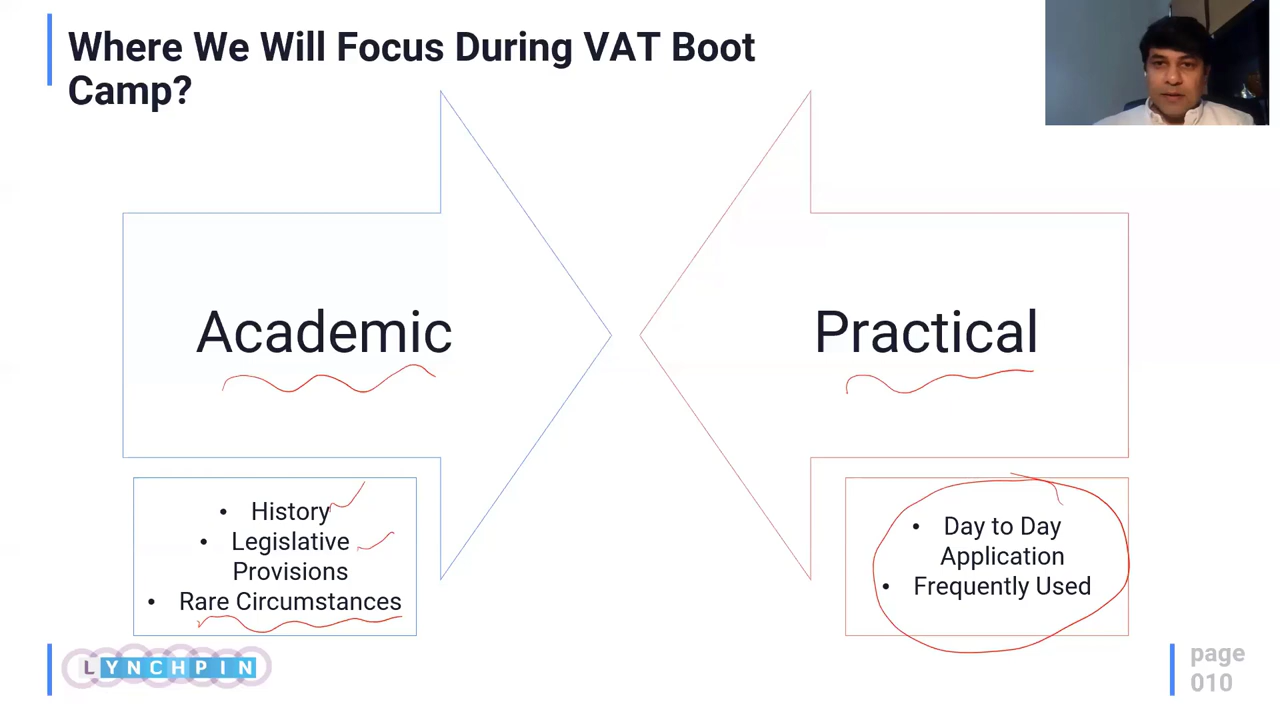 Where We Will Focus During VAT Boot
Camp?
Academic
Practical
• History
• Legislative
Provisions
• Rare Circumstances
• Day to Day
Application
• Frequently Used
LYNCHPIN
page
010